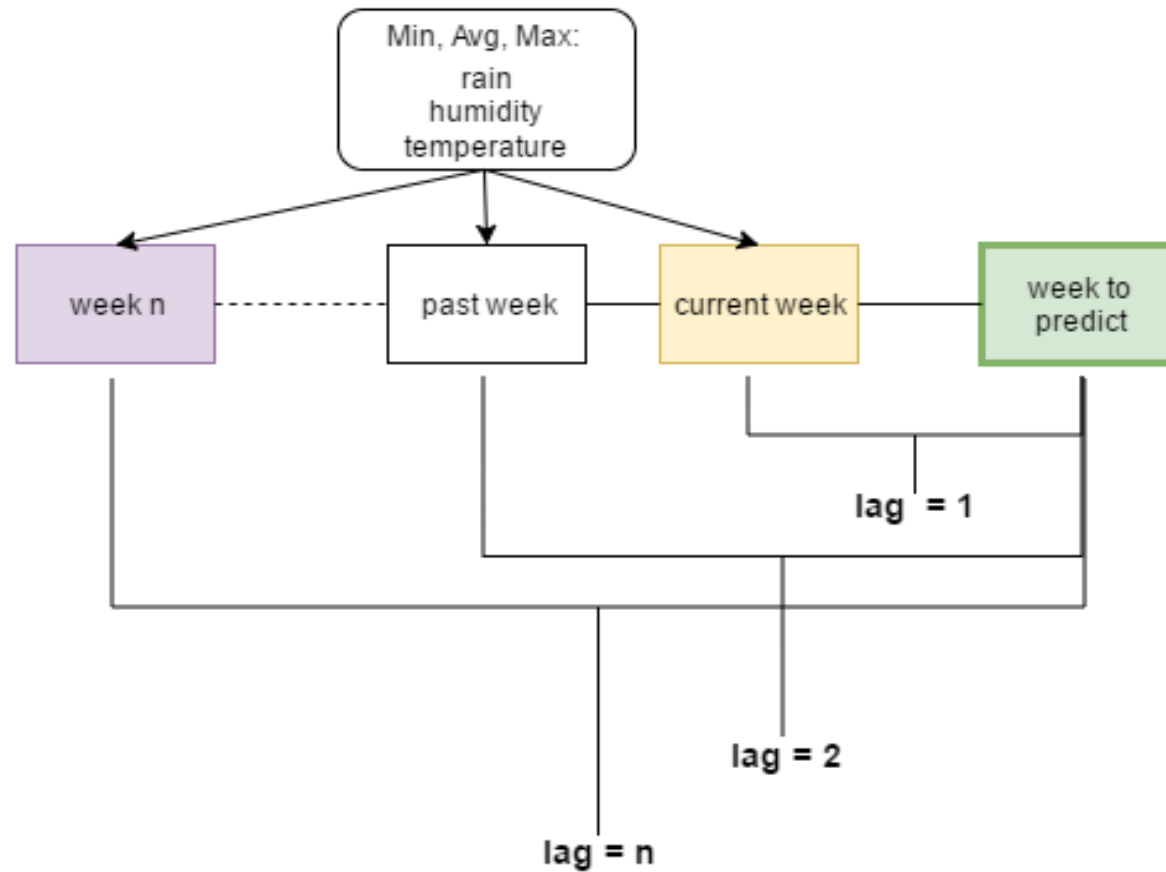 Min, Avg, Max:
rain
humidity
temperature
week n
past week
current week
week to
predict
lag = 1
lag = 2
lag = n